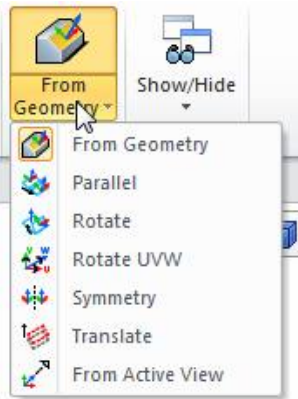 From
Geometry
Show/Hide
From Geometry
Parallel
Rotate
Rotate UVW
Symmetry
Translate
From Active View